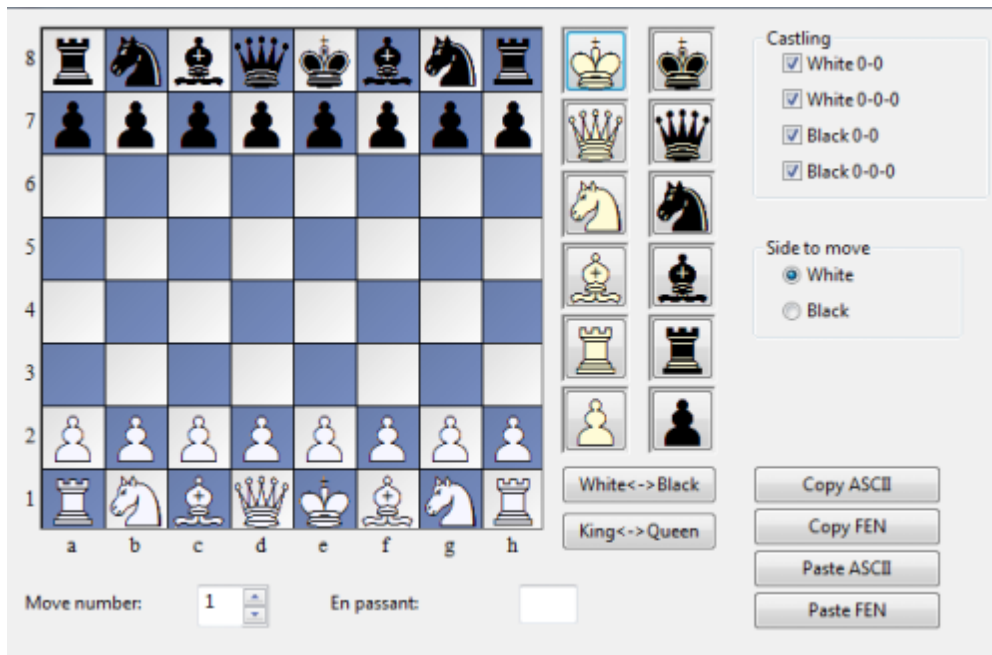 8
7
6
5
4
3
2
1
a b c d e f g h
Move number: 1
En passant:
White<->Black
King<->Queen
Castling
White 0-0
White 0-0-0
Black 0-0
Black 0-0-0
Side to move
White
Black
Copy ASCII
Copy FEN
Paste ASCII
Paste FEN